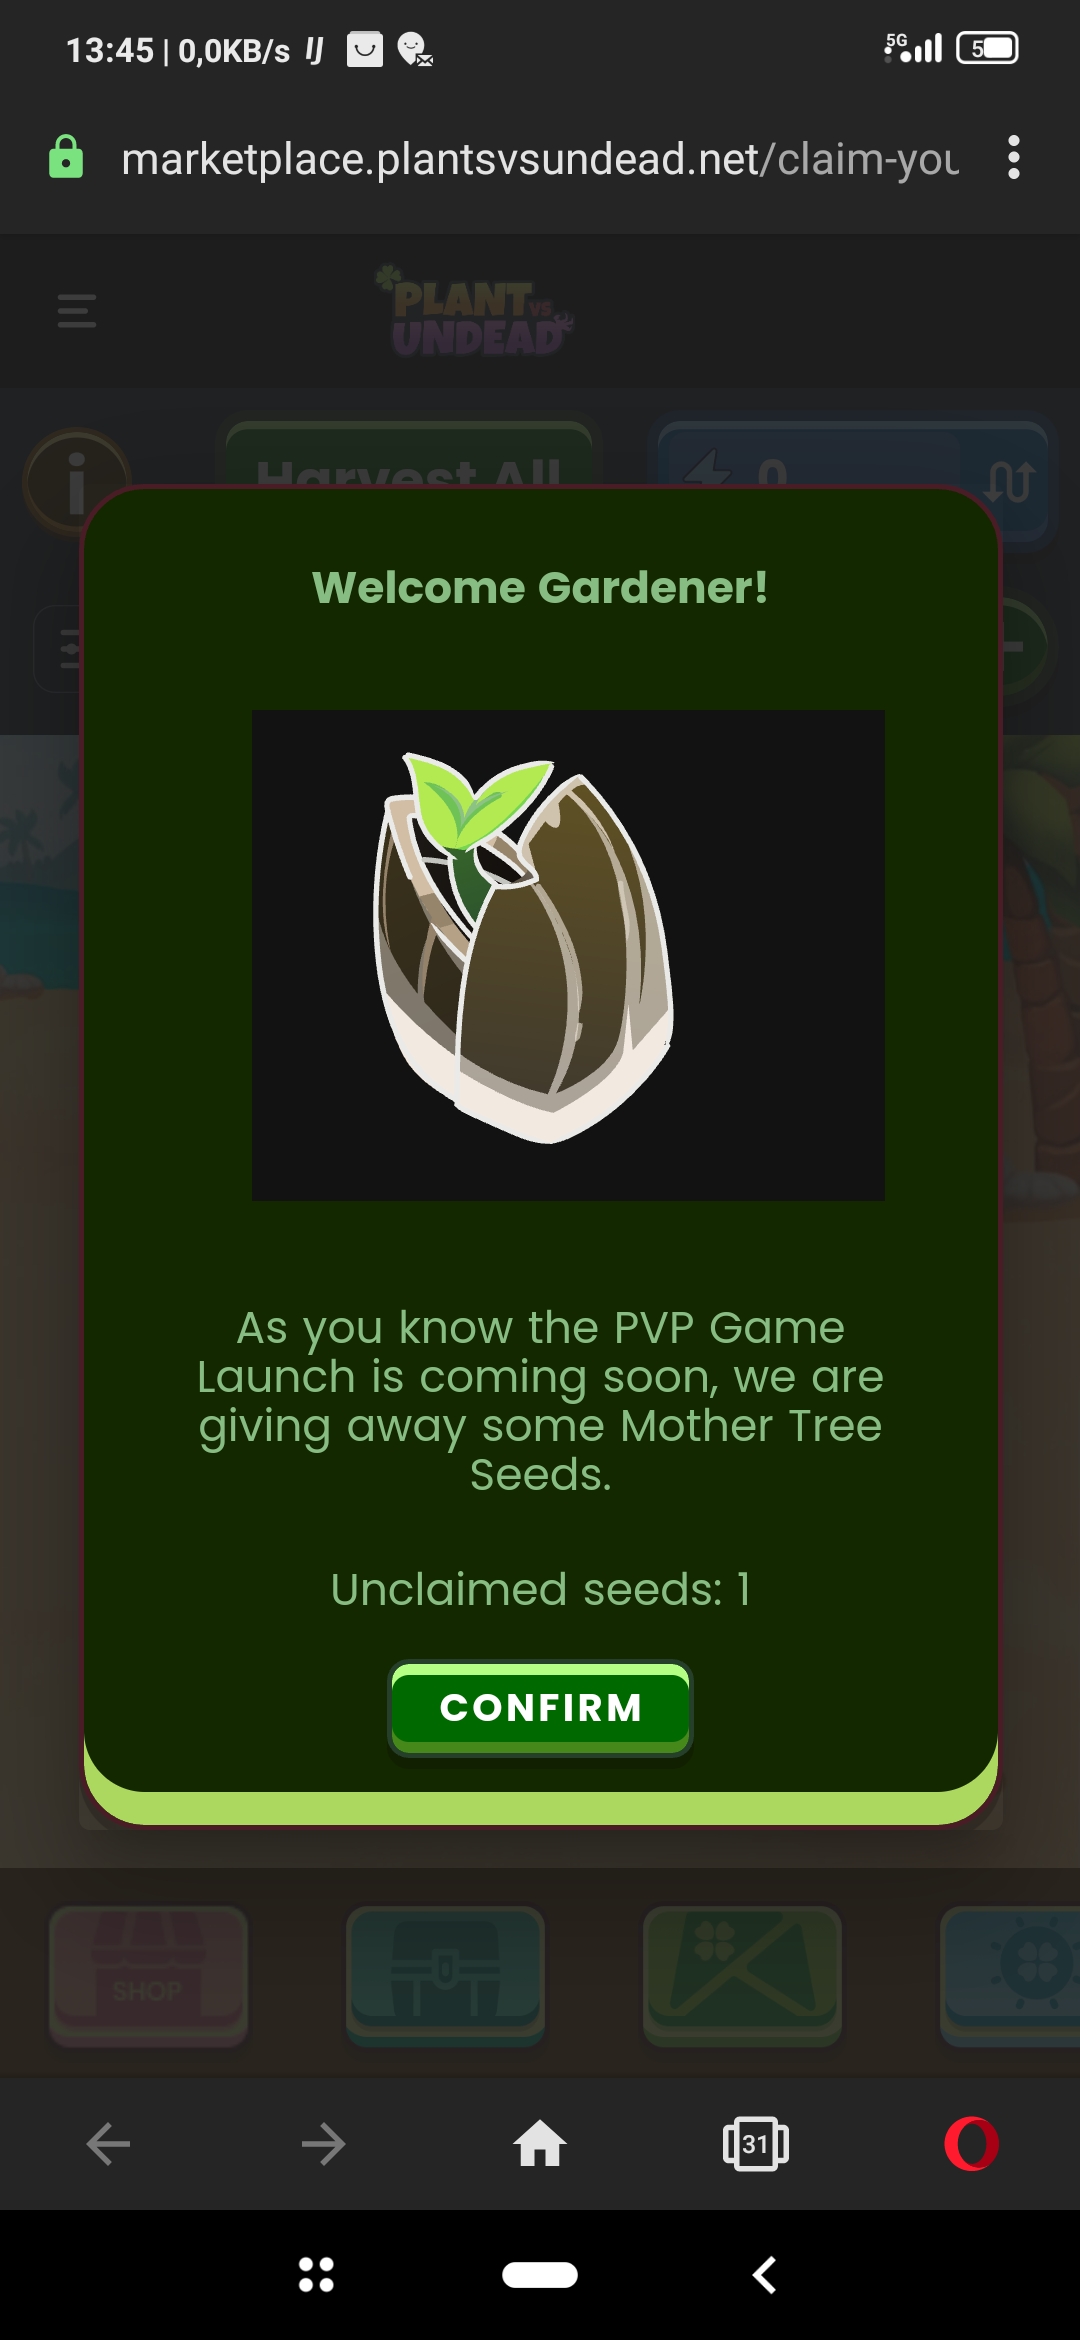 13:45 | 0,0KB/s
5G
5
marketplace.plantsvsundead.net/claim-you
PLANT VS
UNDEAD
Harvest All
0
Welcome Gardener!
As you know the PVP Game
Launch is coming soon, we are
giving away some Mother Tree
Seeds.
Unclaimed seeds: 1
CONFIRM
SHOP
31